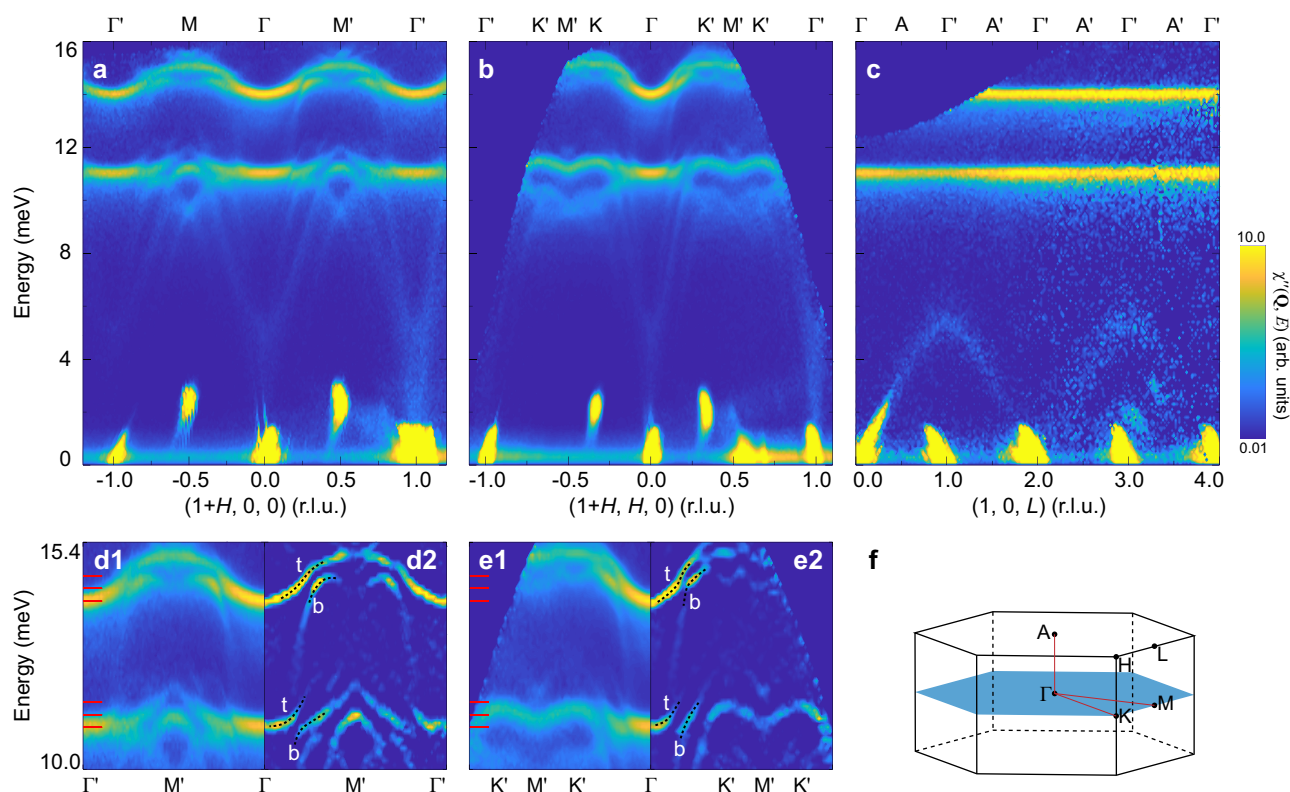 Γ' M Γ M' Γ'
Γ' K' M' K Γ K' M' K' Γ'
Γ A Γ' A' Γ' A' Γ' A' Γ'
a
b
c
16
12
8
4
0
Energy (meV)
-1.0 -0.5 0.0 0.5 1.0
-1.0 -0.5 0.0 0.5 1.0
0.0 1.0 2.0 3.0 4.0
(1+H, 0, 0) (r.l.u.)
(1+H, H, 0) (r.l.u.)
(1, 0, L) (r.l.u.)
10.0
0.01
χ''(Q, E) (arb. units)
15.4
10.0
Energy (meV)
d1
d2
t
b
t
b
e1
e2
t
b
t
b
Γ' M' Γ M' Γ'
K' M' K' Γ K' M' K'
f
A
H
L
Γ
K
M